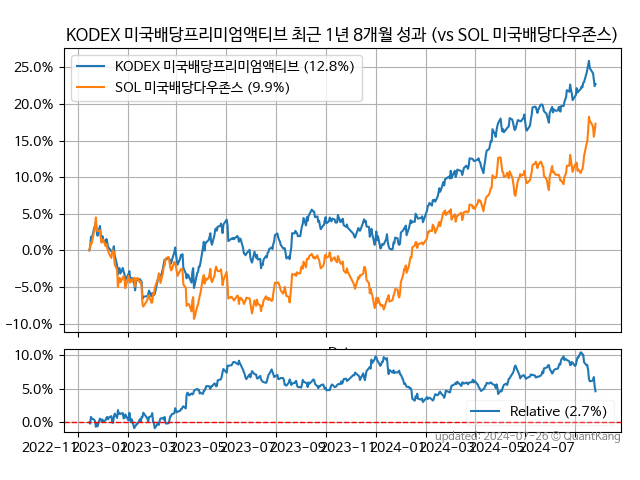 KODEX 미국배당프리미엄액티브 최근 1년 8개월 성과 (vs SOL 미국배당다우존스)
25.0%
20.0%
15.0%
10.0%
5.0%
0.0%
−5.0%
−10.0%
KODEX 미국배당프리미엄액티브 (12.8%)
SOL 미국배당다우존스 (9.9%)
10.0%
5.0%
0.0%
Relative (2.7%)
updated: 2024-07-26 © QuantKang
2022-11 2023-01 2023-03 2023-05 2023-07 2023-09 2023-11 2024-01 2024-03 2024-05 2024-07